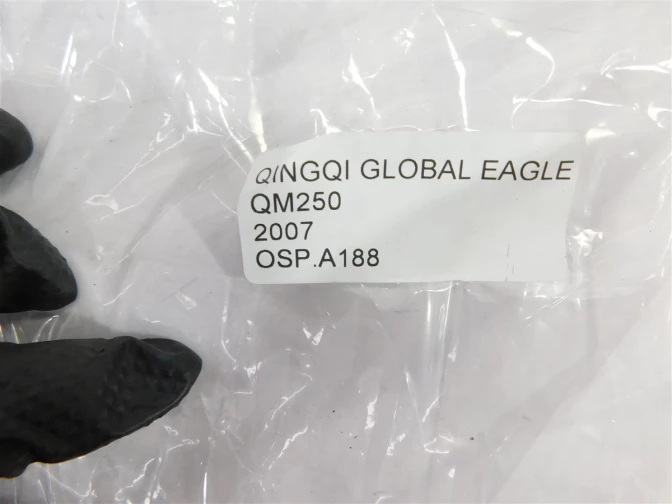 QINGQI GLOBAL EAGLE
QM250
2007
OSP.A188